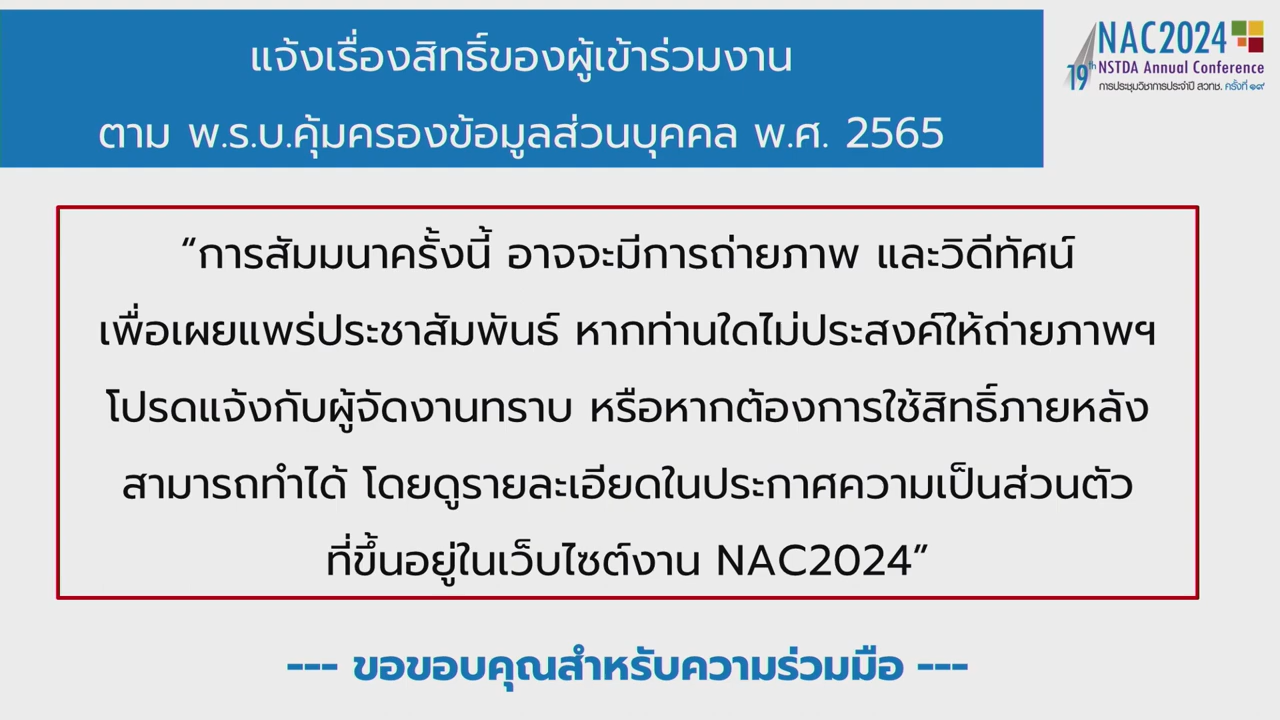 แจ้งเรื่องสิทธิ์ของผู้เข้าร่วมงาน
ตาม พ.ร.บ.คุ้มครองข้อมูลส่วนบุคคล พ.ศ. 2565
NAC2024
19th NSTDA Annual Conference
การประชุมวิชาการประจำปี สวทช. ครั้งที่ ๑๙
“การสัมมนาครั้งนี้ อาจจะมีการถ่ายภาพ และวิดีทัศน์
เพื่อเผยแพร่ประชาสัมพันธ์ หากท่านใดไม่ประสงค์ให้ถ่ายภาพฯ
โปรดแจ้งกับผู้จัดงานทราบ หรือหากต้องการใช้สิทธิ์ภายหลัง
สามารถทำได้ โดยดูรายละเอียดในประกาศความเป็นส่วนตัว
ที่ขึ้นอยู่ในเว็บไซต์งาน NAC2024”
--- ขอขอบคุณสำหรับความร่วมมือ ---